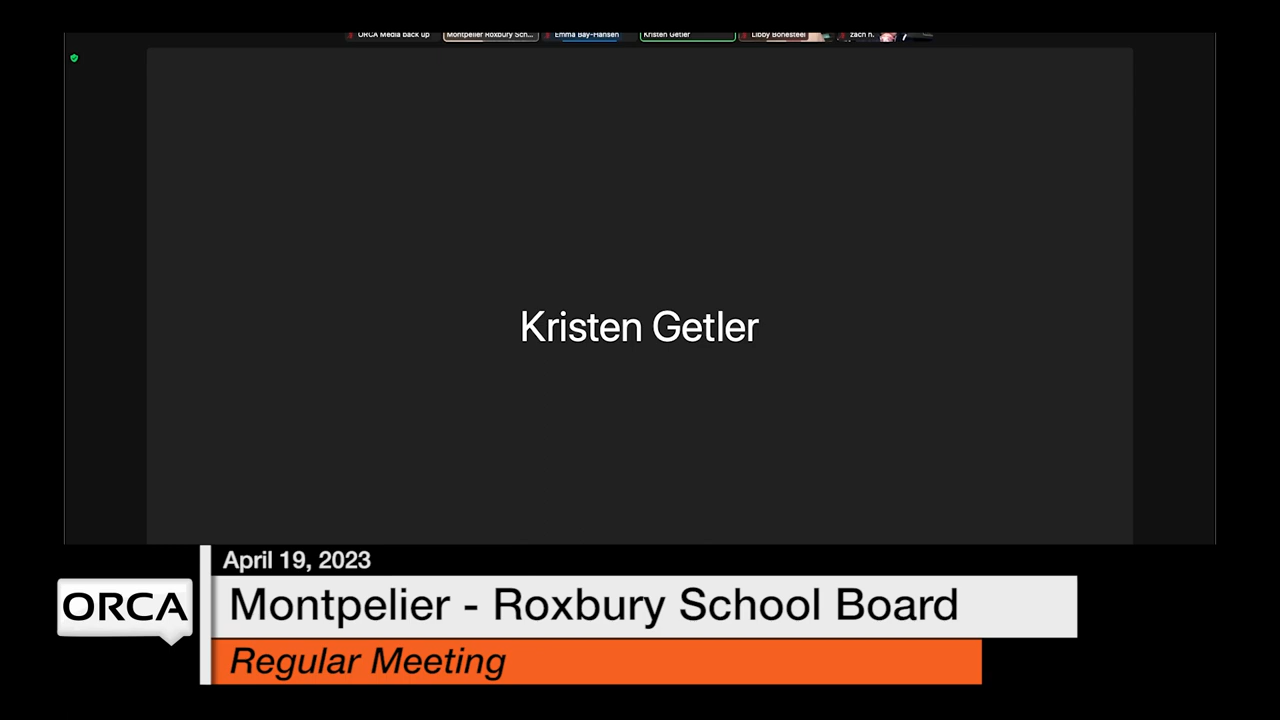 ORCA Media back up Montpelier Roxbury Sch... Emma Bay-Hansen Kristen Getler Libby Bonesteel zach h.
Kristen Getler
April 19, 2023
ORCA
Montpelier - Roxbury School Board
Regular Meeting